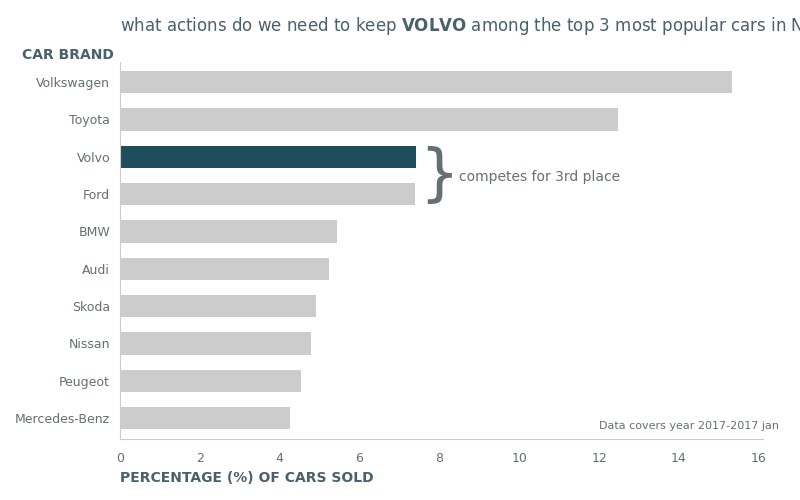 what actions do we need to keep VOLVO among the top 3 most popular cars in
CAR BRAND
Volkswagen
Toyota
Volvo
} competes for 3rd place
Ford
BMW
Audi
Skoda
Nissan
Peugeot
Mercedes-Benz
Data covers year 2017-2017 jan
0 2 4 6 8 10 12 14 16
PERCENTAGE (%) OF CARS SOLD